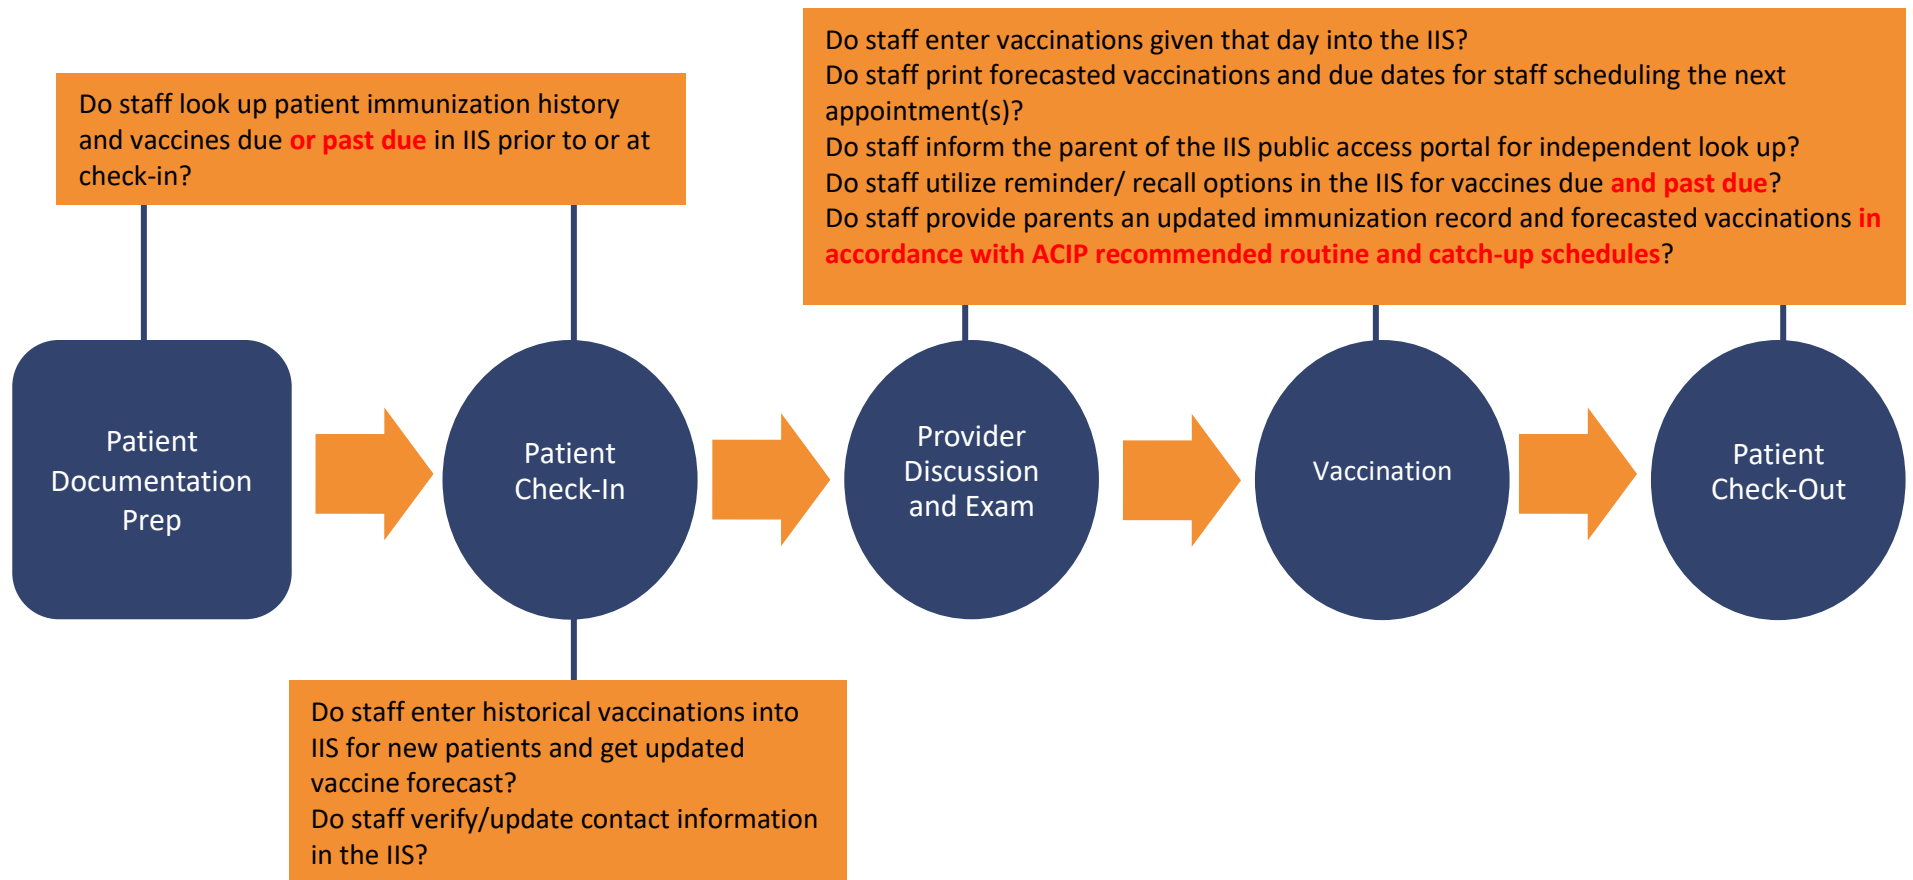 Do staff look up patient immunization history
and vaccines due or past due in IIS prior to or at
check-in?
Do staff enter vaccinations given that day into the IIS?
Do staff print forecasted vaccinations and due dates for staff scheduling the next
appointment(s)?
Do staff inform the parent of the IIS public access portal for independent look up?
Do staff utilize reminder/ recall options in the IIS for vaccines due and past due?
Do staff provide parents an updated immunization record and forecasted vaccinations in
accordance with ACIP recommended routine and catch-up schedules?
Patient
Documentation
Prep
Patient
Check-In
Provider
Discussion
and Exam
Vaccination
Patient
Check-Out
Do staff enter historical vaccinations into
IIS for new patients and get updated
vaccine forecast?
Do staff verify/update contact information
in the IIS?